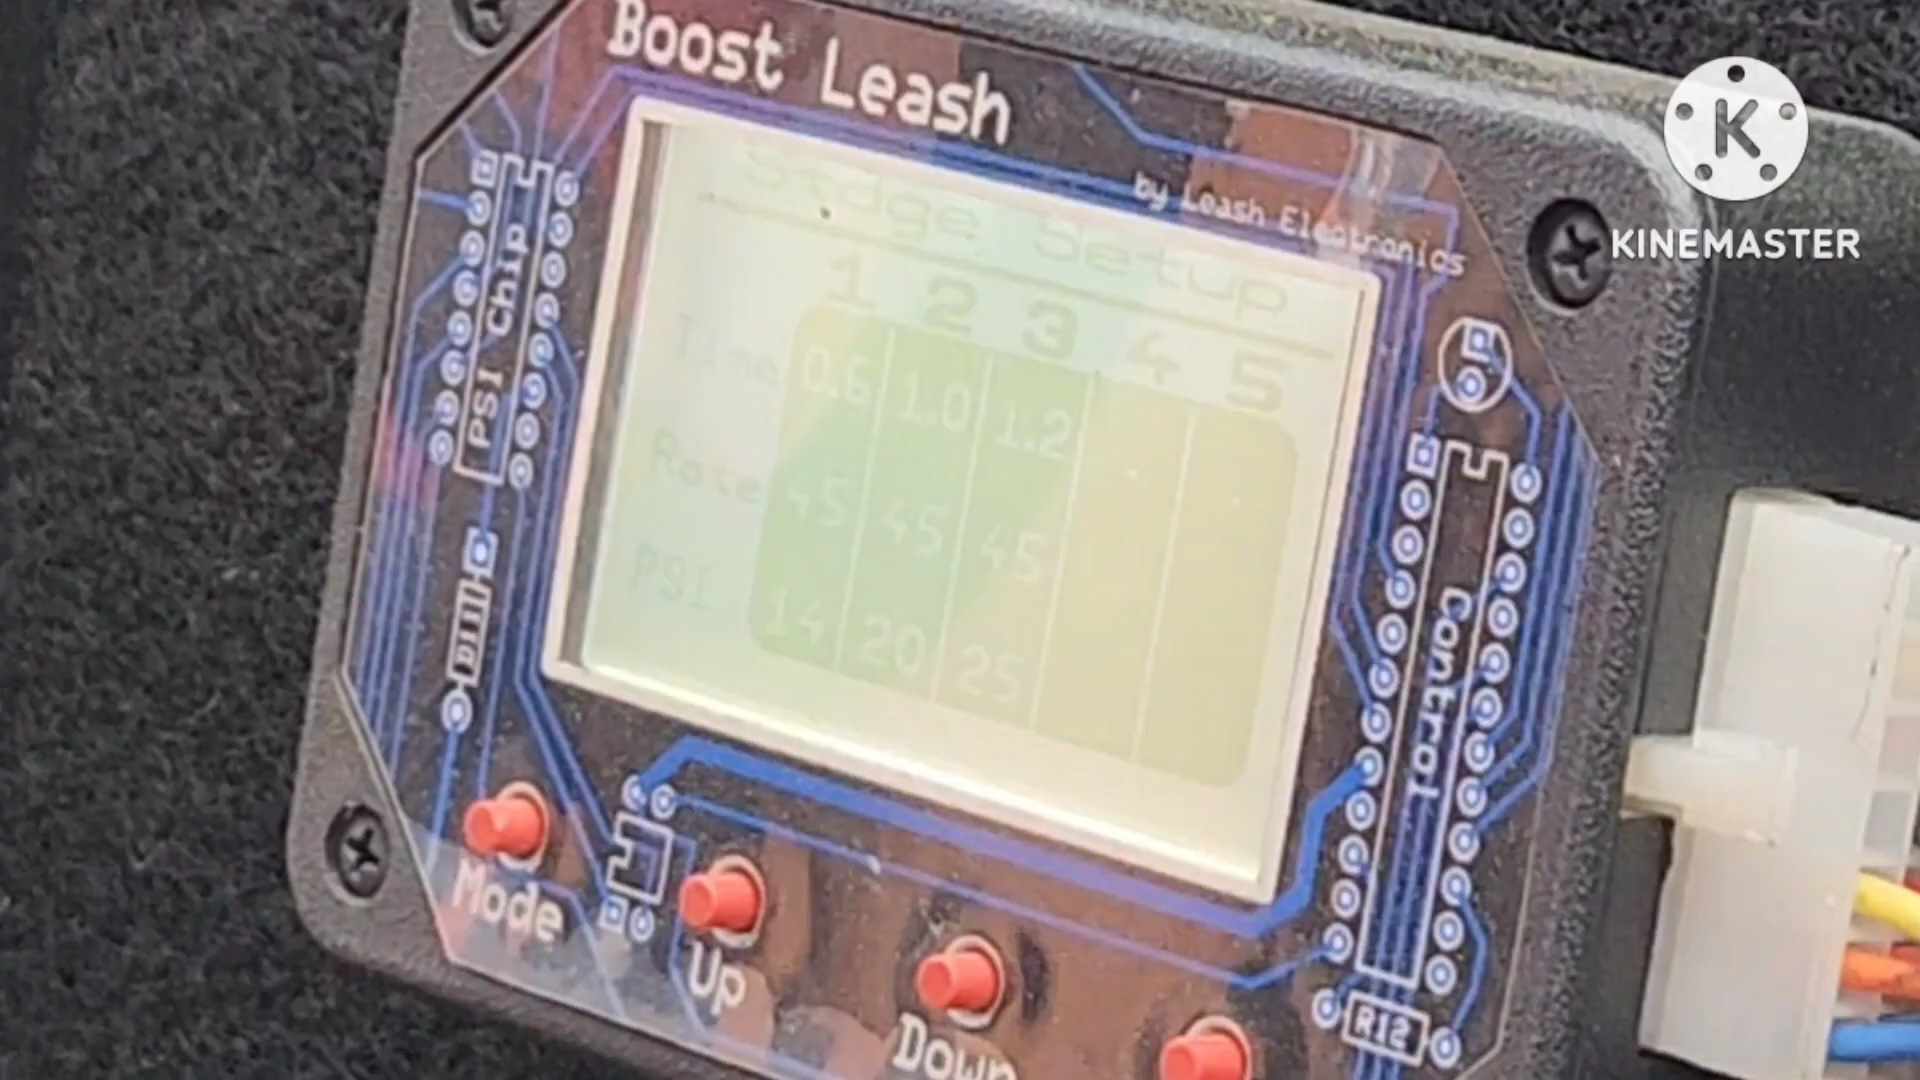 Boost Leash
by Leash Electronics
KINEMASTER
Stage Setup
1 2 3 4 5
Time 0.6 1.0 1.2
Rate 45 45 45
PSI 14 20 25
PSI Chip
Control
R12
Mode
Up
Down